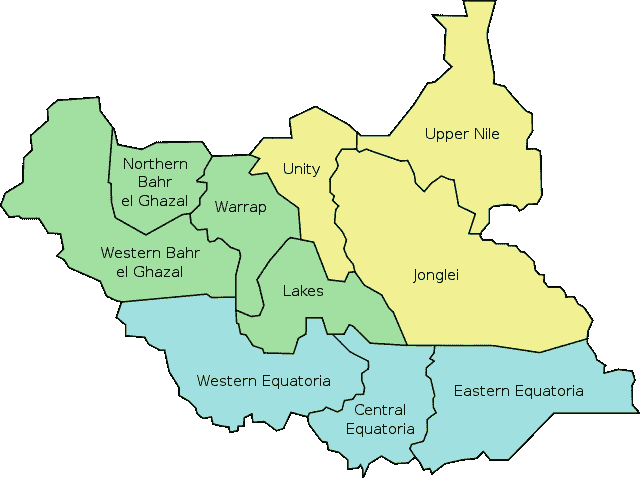 Upper Nile
Northern
Bahr
el Ghazal
Unity
Warrap
Western Bahr
el Ghazal
Jonglei
Lakes
Western Equatoria
Eastern Equatoria
Central
Equatoria